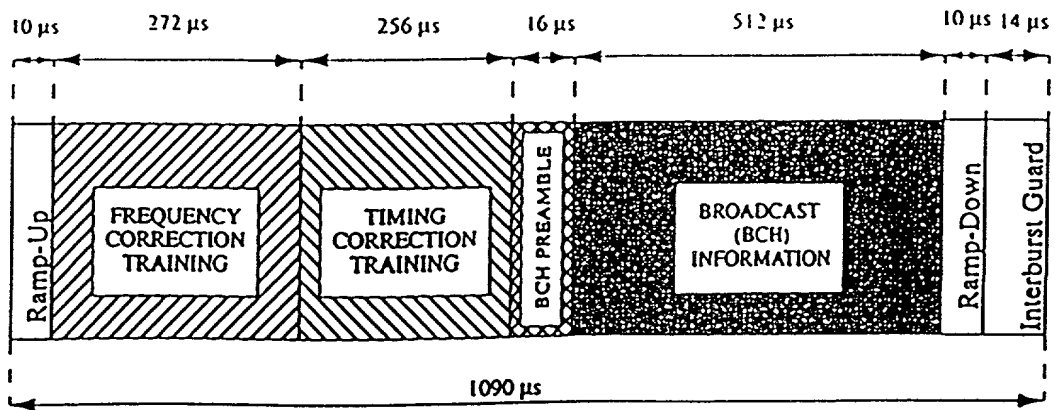 10 µs 272 µs 256 µs 16 µs 512 µs 10 µs 14 µs
Ramp-Up
FREQUENCY
CORRECTION
TRAINING
TIMING
CORRECTION
TRAINING
BCH PREAMBLE
BROADCAST
(BCH)
INFORMATION
Ramp-Down
Interburst Guard
1090 µs